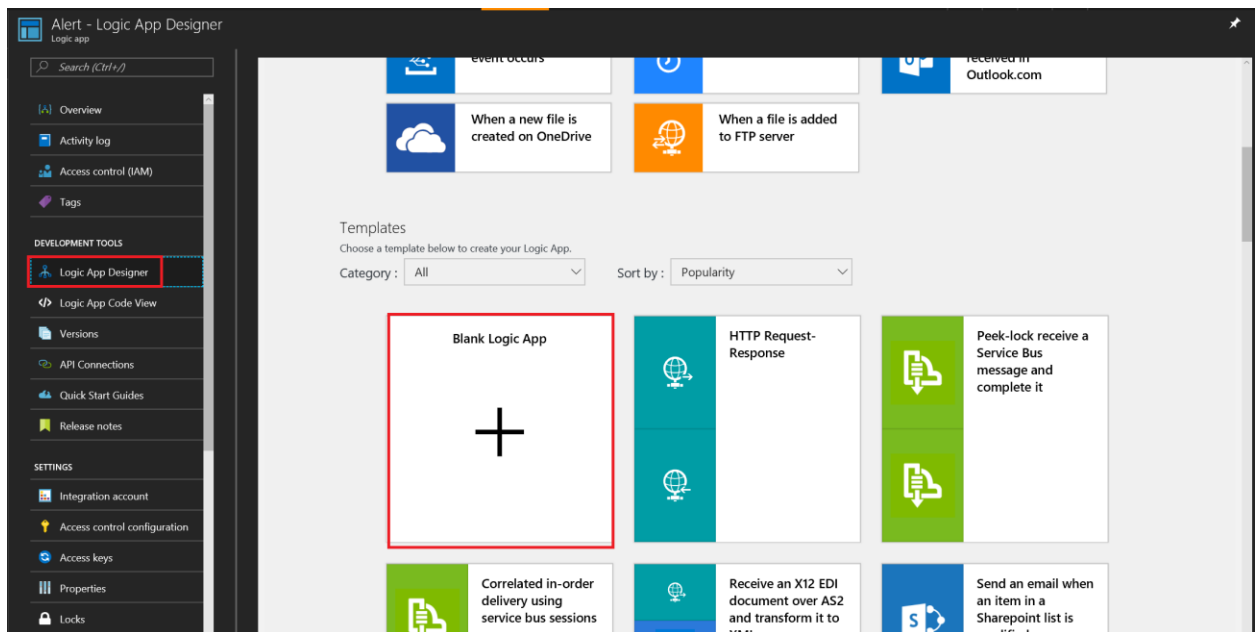 Alert - Logic App Designer
Logic app
Search (Ctrl+/)
Overview
Activity log
Access control (IAM)
Tags
DEVELOPMENT TOOLS
Logic App Designer
Logic App Code View
Versions
API Connections
Quick Start Guides
Release notes
SETTINGS
Integration account
Access control configuration
Access keys
Properties
Locks
event occurs
received in
Outlook.com
When a new file is
created on OneDrive
When a file is added
to FTP server
Templates
Choose a template below to create your Logic App.
Category :
All
Sort by :
Popularity
Blank Logic App
HTTP Request-
Response
Peek-lock receive a
Service Bus
message and
complete it
Correlated in-order
delivery using
service bus sessions
Receive an X12 EDI
document over AS2
and transform it to
Send an email when
an item in a
Sharepoint list is